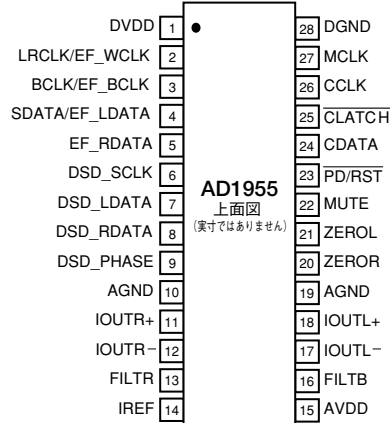 DVDD 1
LRCLK/EF_WCLK 2
BCLK/EF_BCLK 3
SDATA/EF_LDATA 4
EF_RDATA 5
DSD_SCLK 6
DSD_LDATA 7
DSD_RDATA 8
DSD_PHASE 9
AGND 10
IOUTR+ 11
IOUTR− 12
FILTR 13
IREF 14
AD1955
上面図
(実寸ではありません)
28 DGND
27 MCLK
26 CCLK
25 CLATCH
24 CDATA
23 PD/RST
22 MUTE
21 ZEROL
20 ZEROR
19 AGND
18 IOUTL+
17 IOUTL−
16 FILTB
15 AVDD